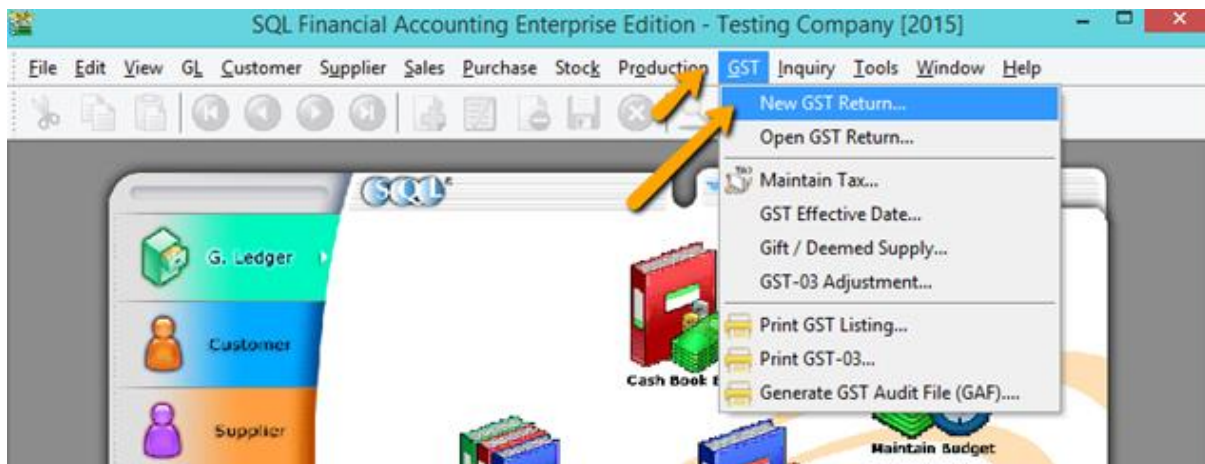 SQL Financial Accounting Enterprise Edition - Testing Company [2015]
File Edit View GL Customer Supplier Sales Purchase Stock Production GST Inquiry Tools Window Help
New GST Return...
Open GST Return...
Maintain Tax...
GST Effective Date...
Gift / Deemed Supply...
GST-03 Adjustment...
Print GST Listing...
Print GST-03...
Generate GST Audit File (GAF)....
SQL
G. Ledger
Customer
Supplier
Cash Book
Maintain Budget